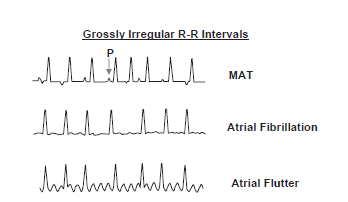 Grossly Irregular R-R Intervals
P
MAT
Atrial Fibrillation
Atrial Flutter